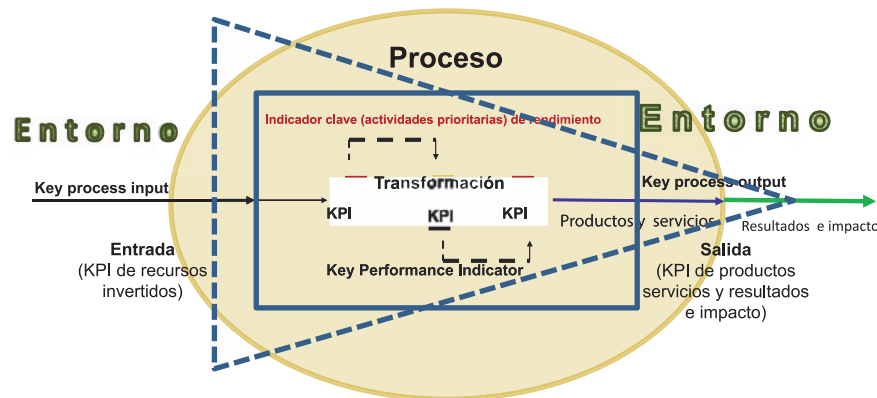 Proceso
Entorno
Entorno
Indicador clave (actividades prioritarias) de rendimiento
Key process input
Transformación
Key process output
KPI
KPI
KPI
Productos y servicios
Resultados e impacto
Entrada
(KPI de recursos
invertidos)
Key Performance Indicator
Salida
(KPI de productos
servicios y resultados
e impacto)